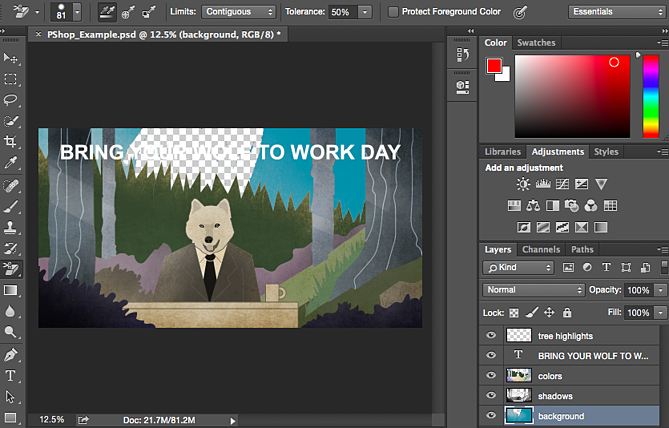 81
Limits:
Contiguous
Tolerance:
50%
Protect Foreground Color
Essentials
× PShop_Example.psd @ 12.5% (background, RGB/8) *
Color
Swatches
BRING YOUR WOLF TO WORK DAY
Libraries
Adjustments
Styles
Add an adjustment
Layers
Channels
Paths
Kind
Normal
Opacity: 100%
Lock:
Fill: 100%
tree highlights
T BRING YOUR WOLF TO W...
colors
shadows
background
12.5%
Doc: 21.7M/81.2M